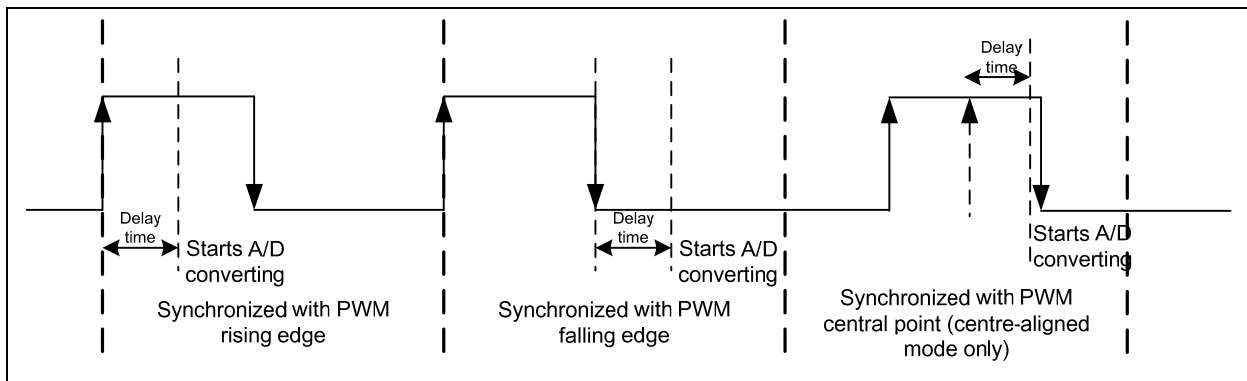 Delay
time
Starts A/D
converting
Synchronized with PWM
rising edge
Delay
time
Starts A/D
converting
Synchronized with PWM
falling edge
Delay
time
Starts A/D
converting
Synchronized with PWM
central point (centre-aligned
mode only)